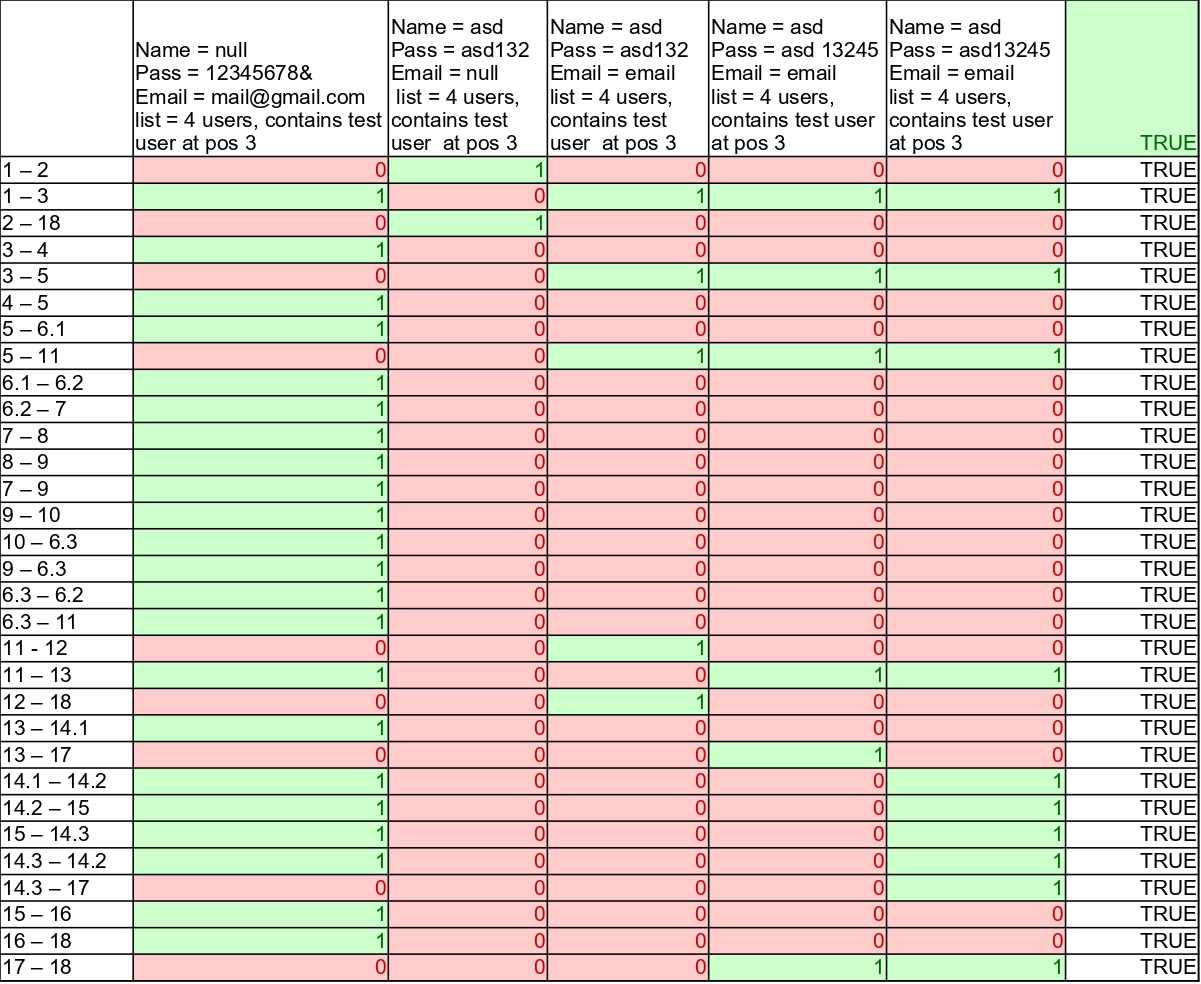 Name = null
Pass = 12345678&
Email = mail@gmail.com
list = 4 users, contains test
user at pos 3
Name = asd
Pass = asd132
Email = null
list = 4 users,
contains test
user  at pos 3
Name = asd
Pass = asd132
Email = email
list = 4 users,
contains test
user  at pos 3
Name = asd
Pass = asd 13245
Email = email
list = 4 users,
contains test user
at pos 3
Name = asd
Pass = asd13245
Email = email
list = 4 users,
contains test user
at pos 3
TRUE
1 – 2 0 1 0 0 0 TRUE
1 – 3 1 0 1 1 1 TRUE
2 – 18 0 1 0 0 0 TRUE
3 – 4 1 0 0 0 0 TRUE
3 – 5 0 0 1 1 1 TRUE
4 – 5 1 0 0 0 0 TRUE
5 – 6.1 1 0 0 0 0 TRUE
5 – 11 0 0 1 1 1 TRUE
6.1 – 6.2 1 0 0 0 0 TRUE
6.2 – 7 1 0 0 0 0 TRUE
7 – 8 1 0 0 0 0 TRUE
8 – 9 1 0 0 0 0 TRUE
7 – 9 1 0 0 0 0 TRUE
9 – 10 1 0 0 0 0 TRUE
10 – 6.3 1 0 0 0 0 TRUE
9 – 6.3 1 0 0 0 0 TRUE
6.3 – 6.2 1 0 0 0 0 TRUE
6.3 – 11 1 0 0 0 0 TRUE
11 - 12 0 0 1 0 0 TRUE
11 – 13 1 0 0 1 1 TRUE
12 – 18 0 0 1 0 0 TRUE
13 – 14.1 1 0 0 0 0 TRUE
13 – 17 0 0 0 1 0 TRUE
14.1 – 14.2 1 0 0 0 1 TRUE
14.2 – 15 1 0 0 0 1 TRUE
15 – 14.3 1 0 0 0 1 TRUE
14.3 – 14.2 1 0 0 0 1 TRUE
14.3 – 17 0 0 0 0 1 TRUE
15 – 16 1 0 0 0 0 TRUE
16 – 18 1 0 0 0 0 TRUE
17 – 18 0 0 0 1 1 TRUE